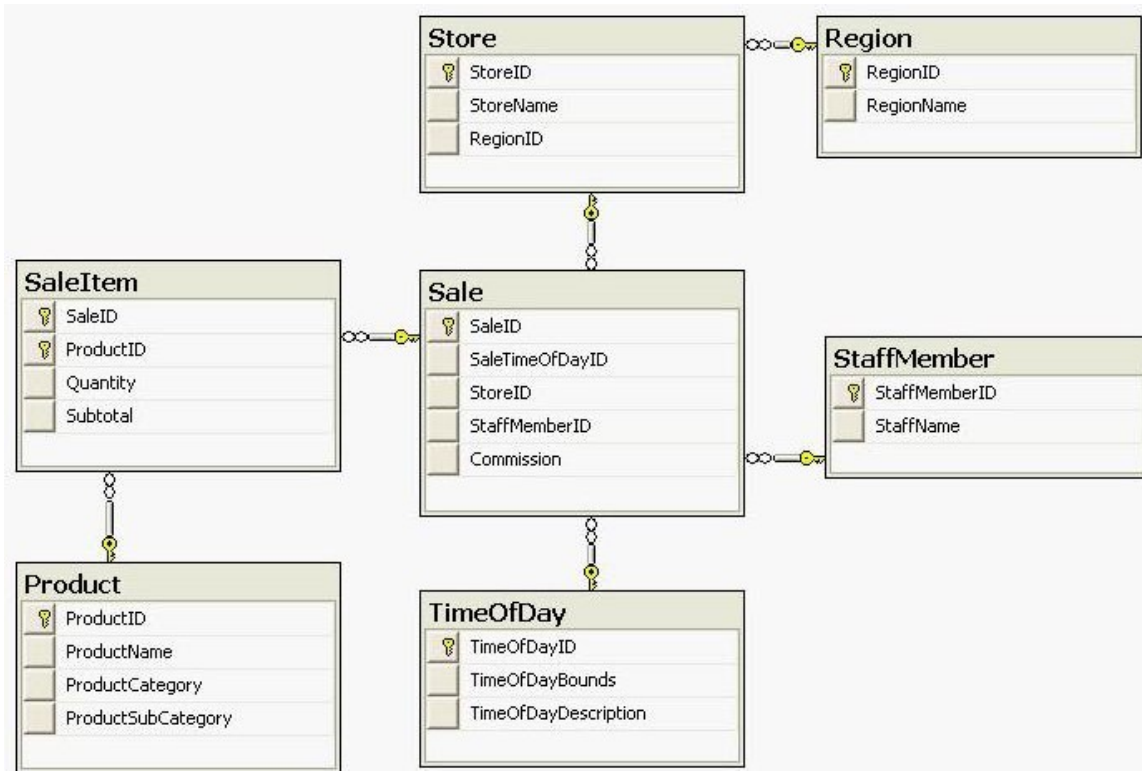 Store
StoreID
StoreName
RegionID
Region
RegionID
RegionName
SaleItem
SaleID
ProductID
Quantity
Subtotal
Sale
SaleID
SaleTimeOfDayID
StoreID
StaffMemberID
Commission
StaffMember
StaffMemberID
StaffName
Product
ProductID
ProductName
ProductCategory
ProductSubCategory
TimeOfDay
TimeOfDayID
TimeOfDayBounds
TimeOfDayDescription